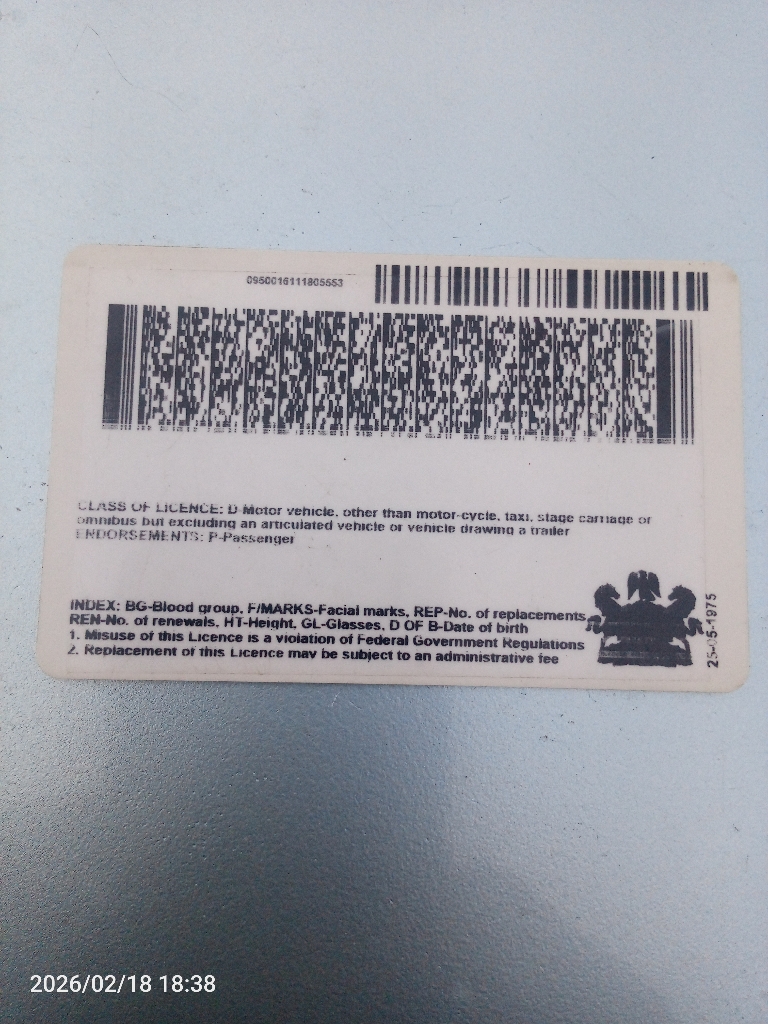 0950016111805553
CLASS OF LICENCE: D-Motor vehicle, other than motor-cycle, taxi, stage carriage or
omnibus but excluding an articulated vehicle or vehicle drawing a trailer
ENDORSEMENTS: P-Passenger
INDEX: BG-Blood group, F/MARKS-Facial marks, REP-No. of replacements,
REN-No. of renewals, HT-Height, GL-Glasses, D OF B-Date of birth
1. Misuse of this Licence is a violation of Federal Government Regulations
2. Replacement of this Licence may be subject to an administrative fee
25-05-1975
2026/02/18 18:38